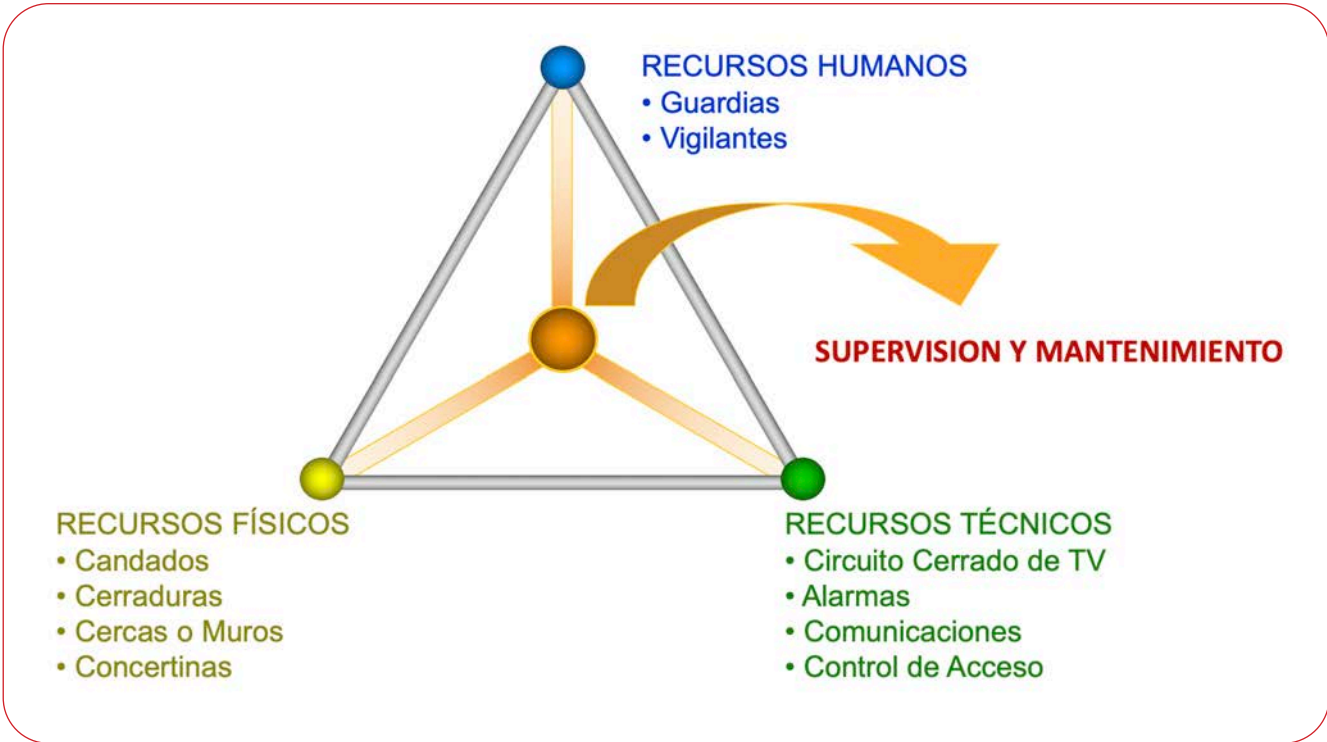 RECURSOS HUMANOS
• Guardias
• Vigilantes
SUPERVISION Y MANTENIMIENTO
RECURSOS FÍSICOS
• Candados
• Cerraduras
• Cercas o Muros
• Concertinas
RECURSOS TÉCNICOS
• Circuito Cerrado de TV
• Alarmas
• Comunicaciones
• Control de Acceso